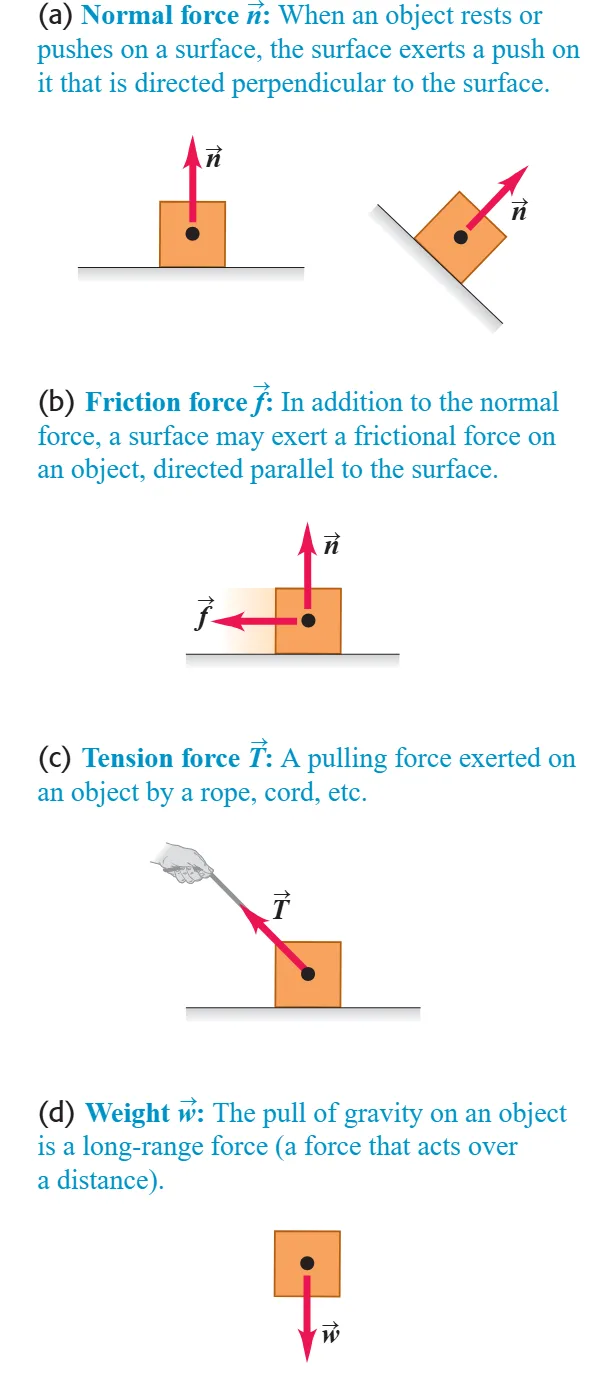 (a) Normal force n⃗: When an object rests or
pushes on a surface, the surface exerts a push on
it that is directed perpendicular to the surface.
n⃗
n⃗
(b) Friction force f⃗: In addition to the normal
force, a surface may exert a frictional force on
an object, directed parallel to the surface.
n⃗
f⃗
(c) Tension force T⃗: A pulling force exerted on
an object by a rope, cord, etc.
T⃗
(d) Weight w⃗: The pull of gravity on an object
is a long-range force (a force that acts over
a distance).
w⃗